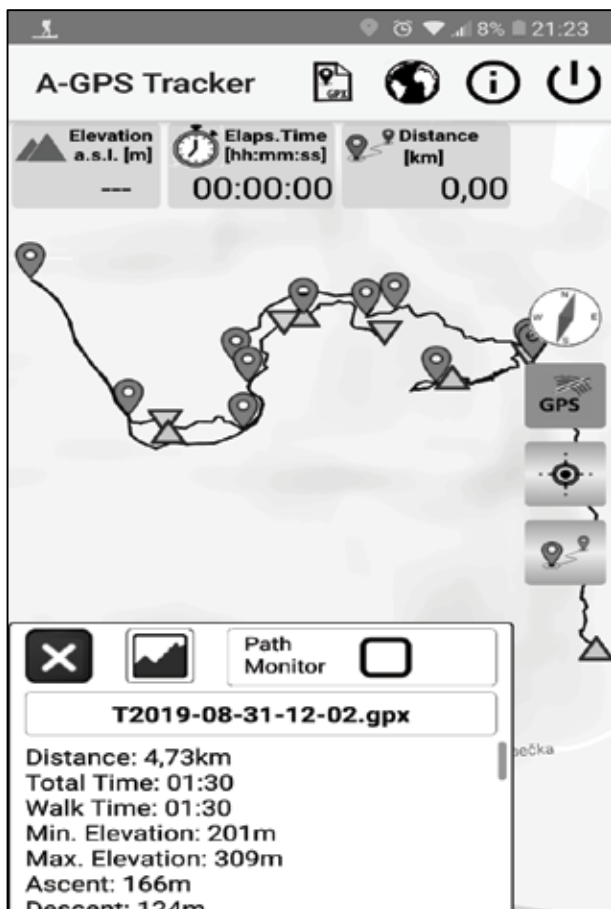 8% 21:23
A-GPS Tracker
GPX
Elevation
a.s.l. [m]
---
Elaps.Time
[hh:mm:ss]
00:00:00
Distance
[km]
0,00
N
W E
S
GPS
Path
Monitor
T2019-08-31-12-02.gpx
Distance: 4,73km
Total Time: 01:30
Walk Time: 01:30
Min. Elevation: 201m
Max. Elevation: 309m
Ascent: 166m
Descent: 124m